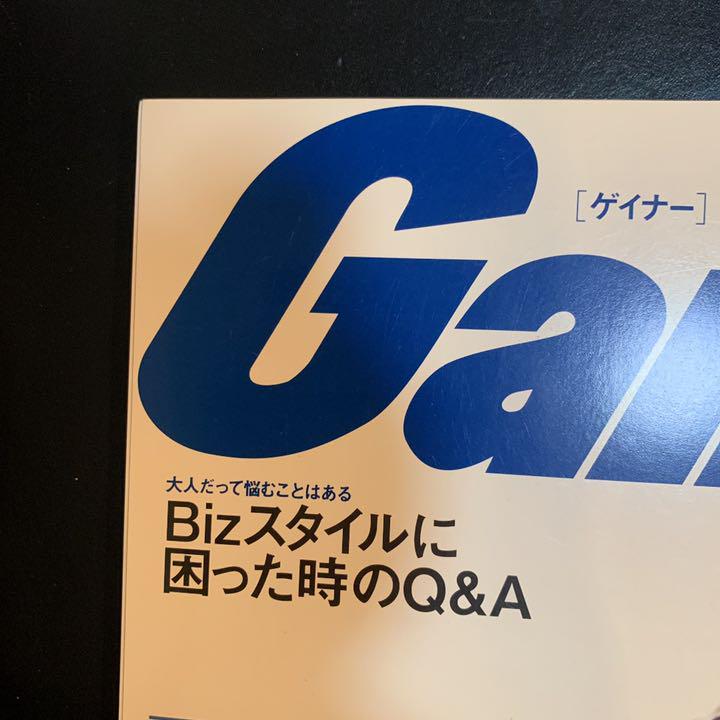 [ゲイナー]
Gai
大人だって悩むことはある
Bizスタイルに
困った時のQ&A